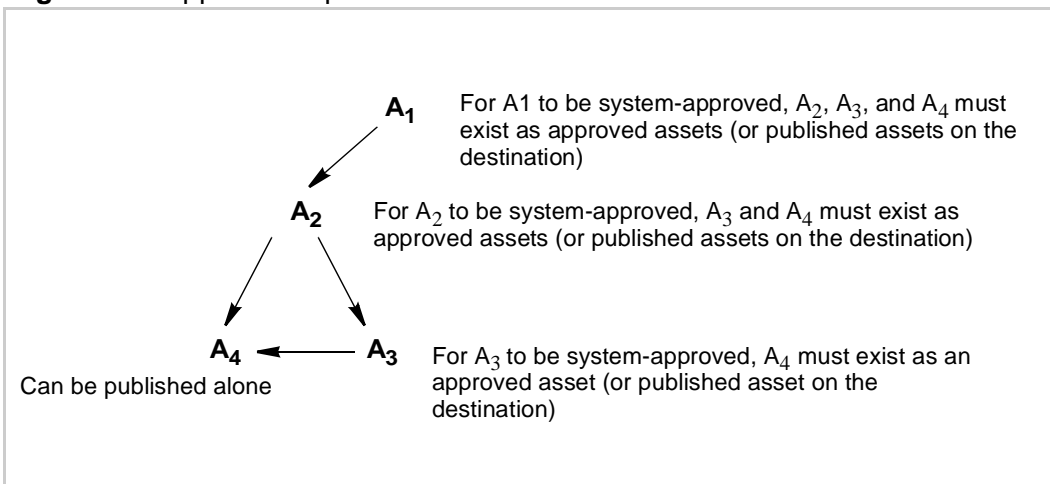 A1
For A1 to be system-approved, A2, A3, and A4 must
exist as approved assets (or published assets on the
destination)
A2
For A2 to be system-approved, A3 and A4 must exist as
approved assets (or published assets on the destination)
A4
A3
For A3 to be system-approved, A4 must exist as an
approved asset (or published asset on the
destination)
Can be published alone